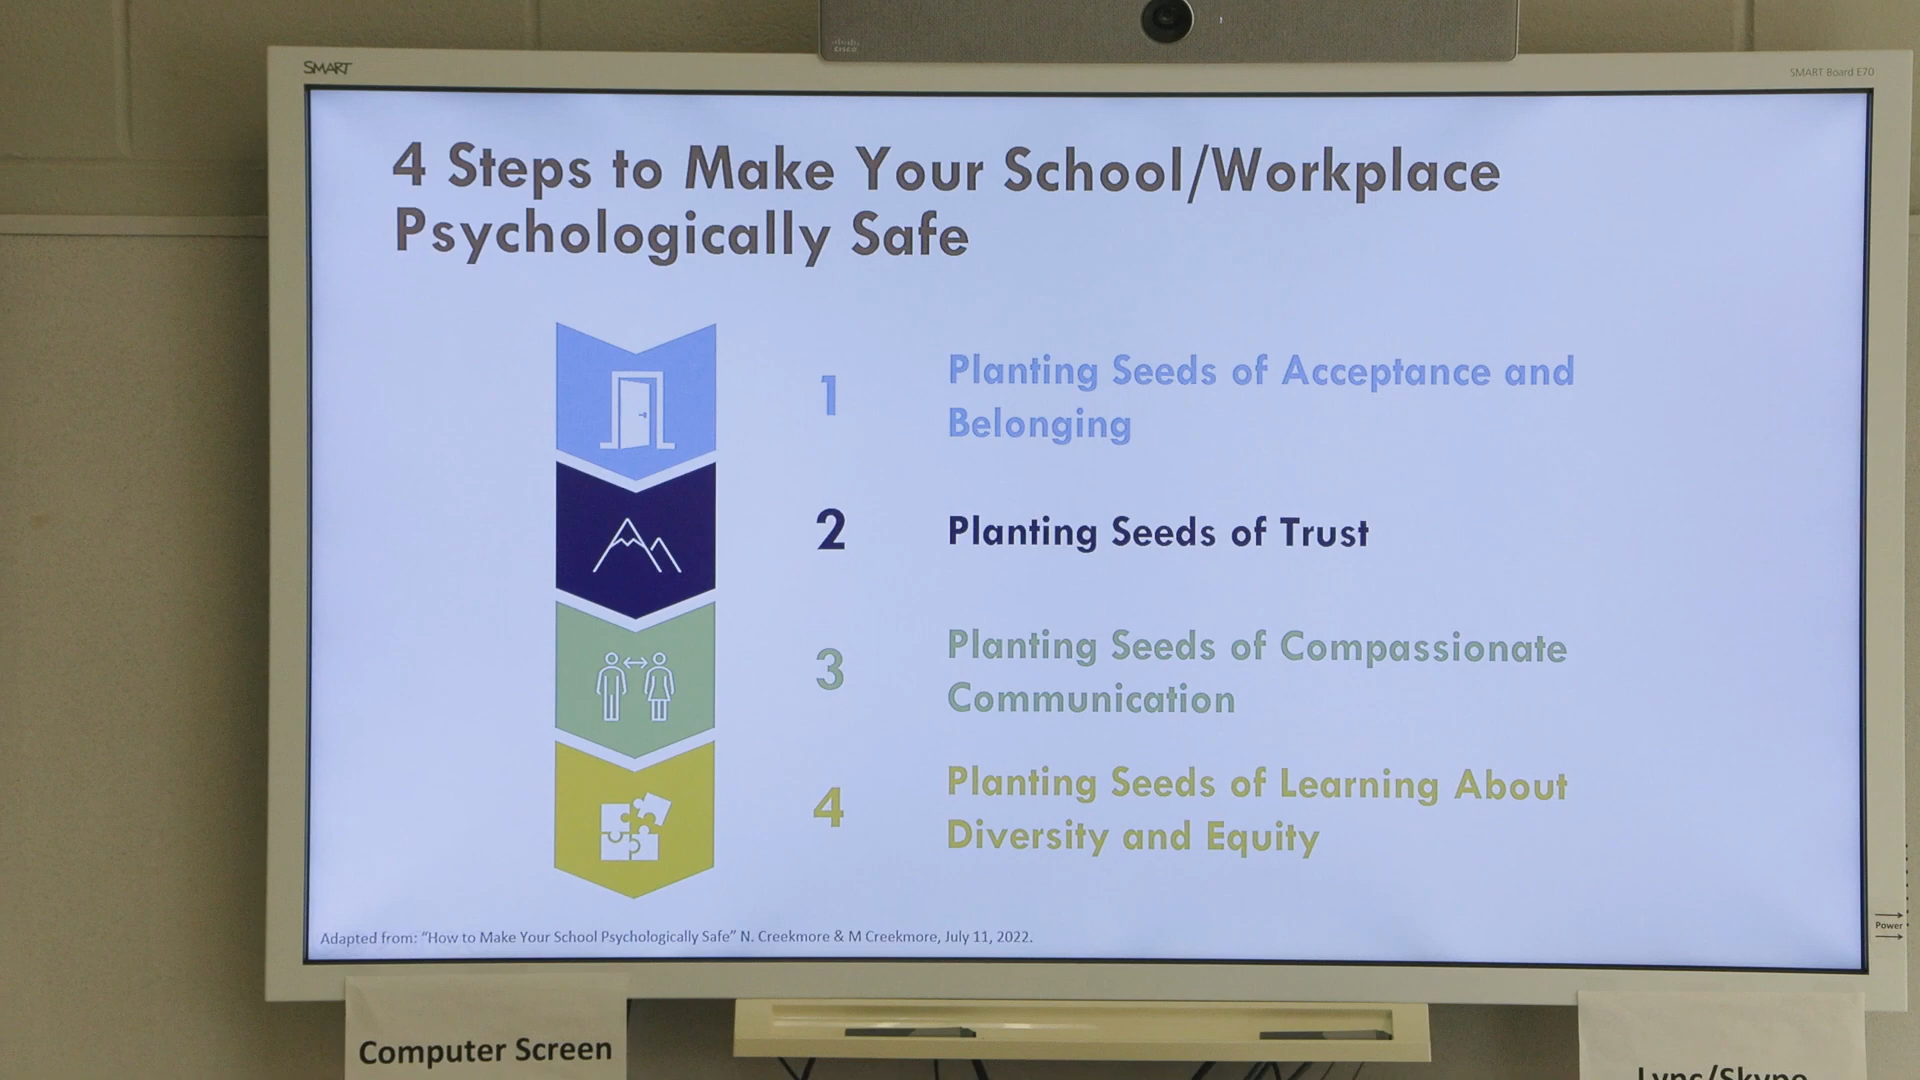 cisco
SMART
SMART Board E70
4 Steps to Make Your School/Workplace
Psychologically Safe
1
Planting Seeds of Acceptance and
Belonging
2
Planting Seeds of Trust
3
Planting Seeds of Compassionate
Communication
4
Planting Seeds of Learning About
Diversity and Equity
Adapted from: “How to Make Your School Psychologically Safe” N. Creekmore & M Creekmore, July 11, 2022.
Power
Computer Screen
Lync/Skype